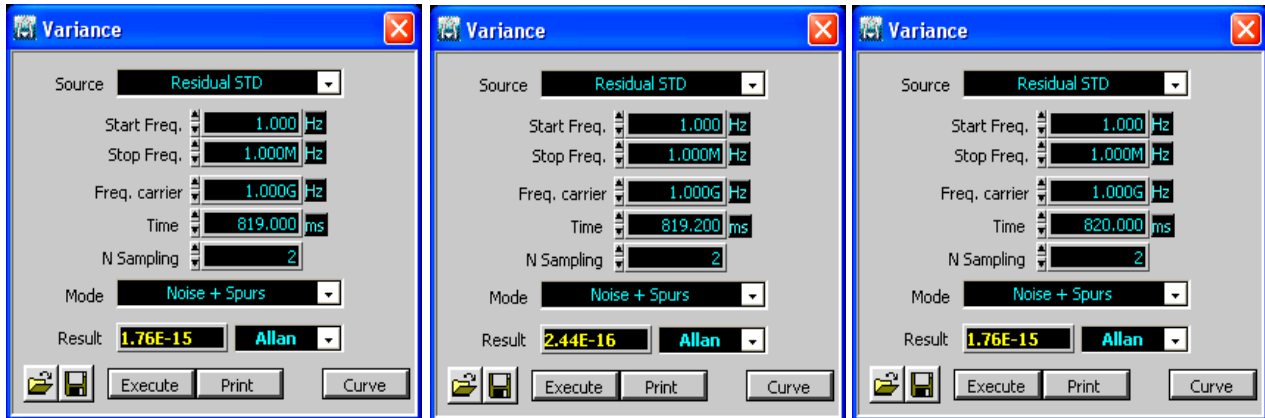 Variance
Source Residual STD
Start Freq. 1.000 Hz
Stop Freq. 1.000M Hz
Freq. carrier 1.000G Hz
Time 819.000 ms
N Sampling 2
Mode Noise + Spurs
Result 1.76E-15 Allan
Execute Print Curve
Variance
Source Residual STD
Start Freq. 1.000 Hz
Stop Freq. 1.000M Hz
Freq. carrier 1.000G Hz
Time 819.200 ms
N Sampling 2
Mode Noise + Spurs
Result 2.44E-16 Allan
Execute Print Curve
Variance
Source Residual STD
Start Freq. 1.000 Hz
Stop Freq. 1.000M Hz
Freq. carrier 1.000G Hz
Time 820.000 ms
N Sampling 2
Mode Noise + Spurs
Result 1.76E-15 Allan
Execute Print Curve